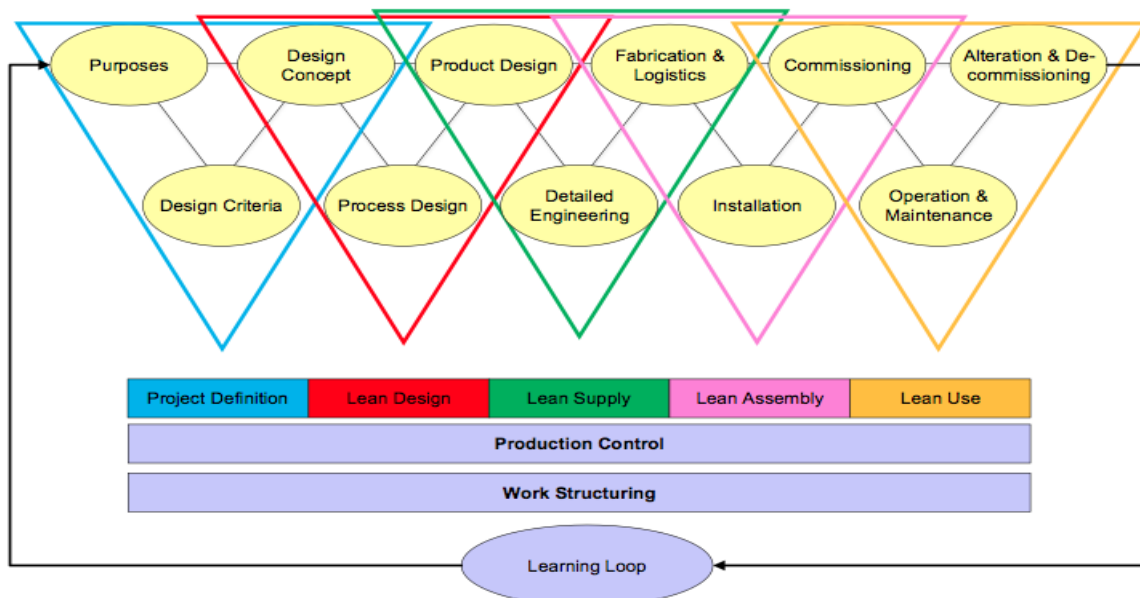 Purposes
Design
Concept
Product Design
Fabrication &
Logistics
Commissioning
Alteration & De-
commissioning
Design Criteria
Process Design
Detailed
Engineering
Installation
Operation &
Maintenance
Project Definition
Lean Design
Lean Supply
Lean Assembly
Lean Use
Production Control
Work Structuring
Learning Loop